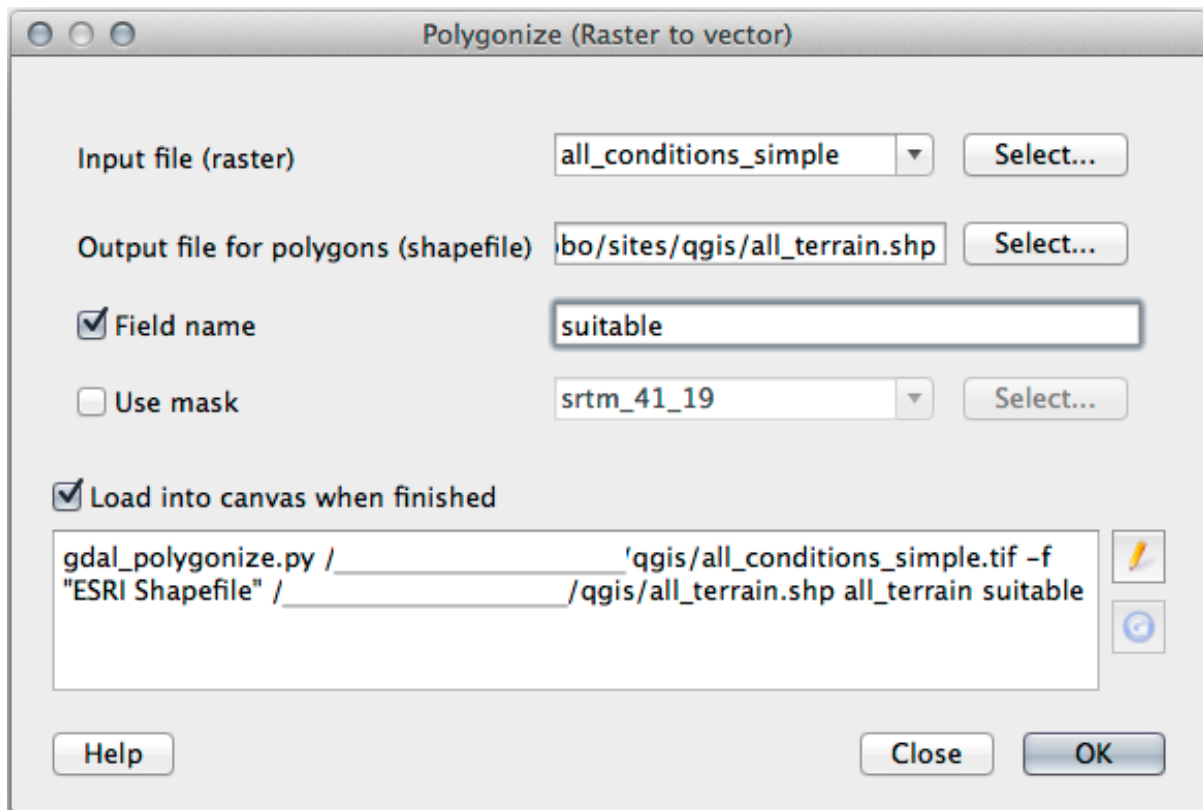 Polygonize (Raster to vector)
Input file (raster) all_conditions_simple Select...
Output file for polygons (shapefile) bo/sites/qgis/all_terrain.shp Select...
Field name suitable
Use mask srtm_41_19 Select...
Load into canvas when finished
gdal_polygonize.py /____________________/qgis/all_conditions_simple.tif -f
"ESRI Shapefile" /____________________/qgis/all_terrain.shp all_terrain suitable
Help Close OK